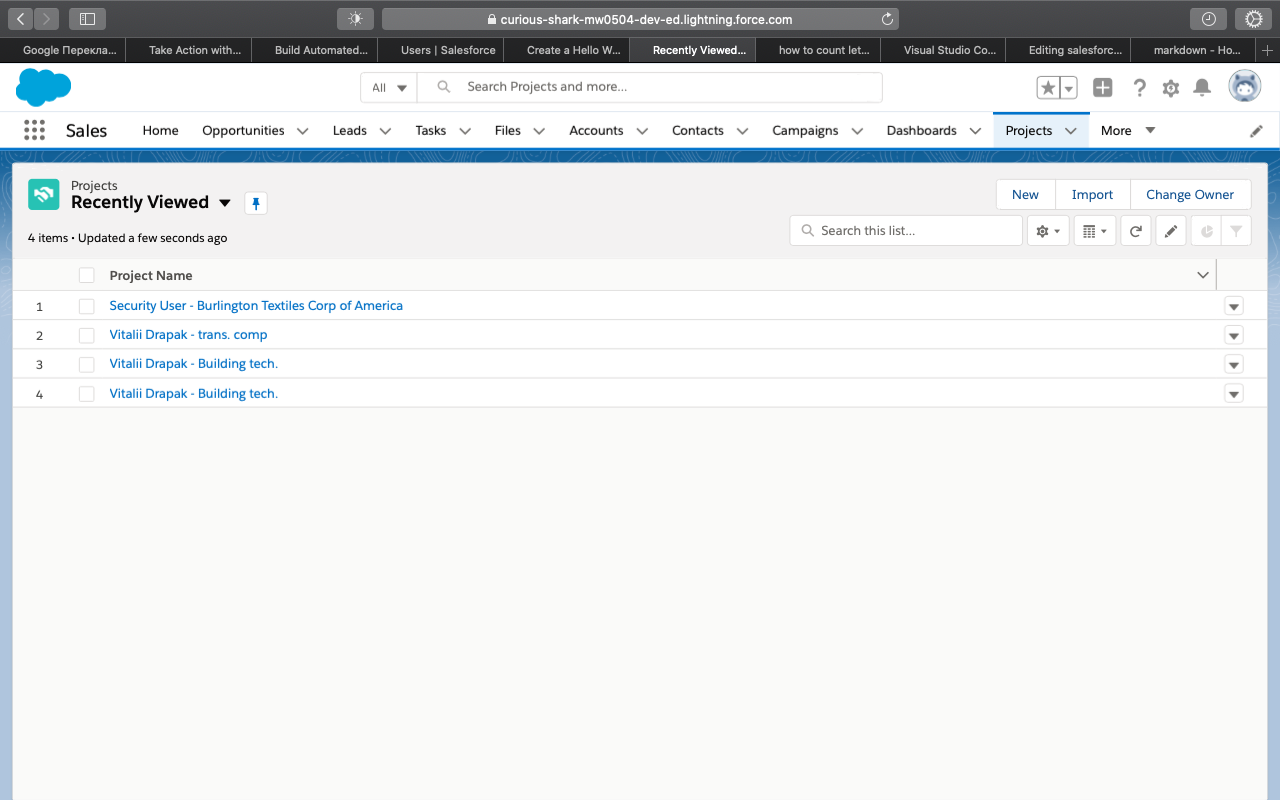 curious-shark-mw0504-dev-ed.lightning.force.com
Google Перекла... Take Action with... Build Automated... Users | Salesforce Create a Hello W... Recently Viewed... how to count let... Visual Studio Co... Editing salesforc... markdown - Ho...
All Search Projects and more...
Sales Home Opportunities Leads Tasks Files Accounts Contacts Campaigns Dashboards Projects More
Projects
Recently Viewed
New Import Change Owner
4 items • Updated a few seconds ago
Search this list...
Project Name
1 Security User - Burlington Textiles Corp of America
2 Vitalii Drapak - trans. comp
3 Vitalii Drapak - Building tech.
4 Vitalii Drapak - Building tech.